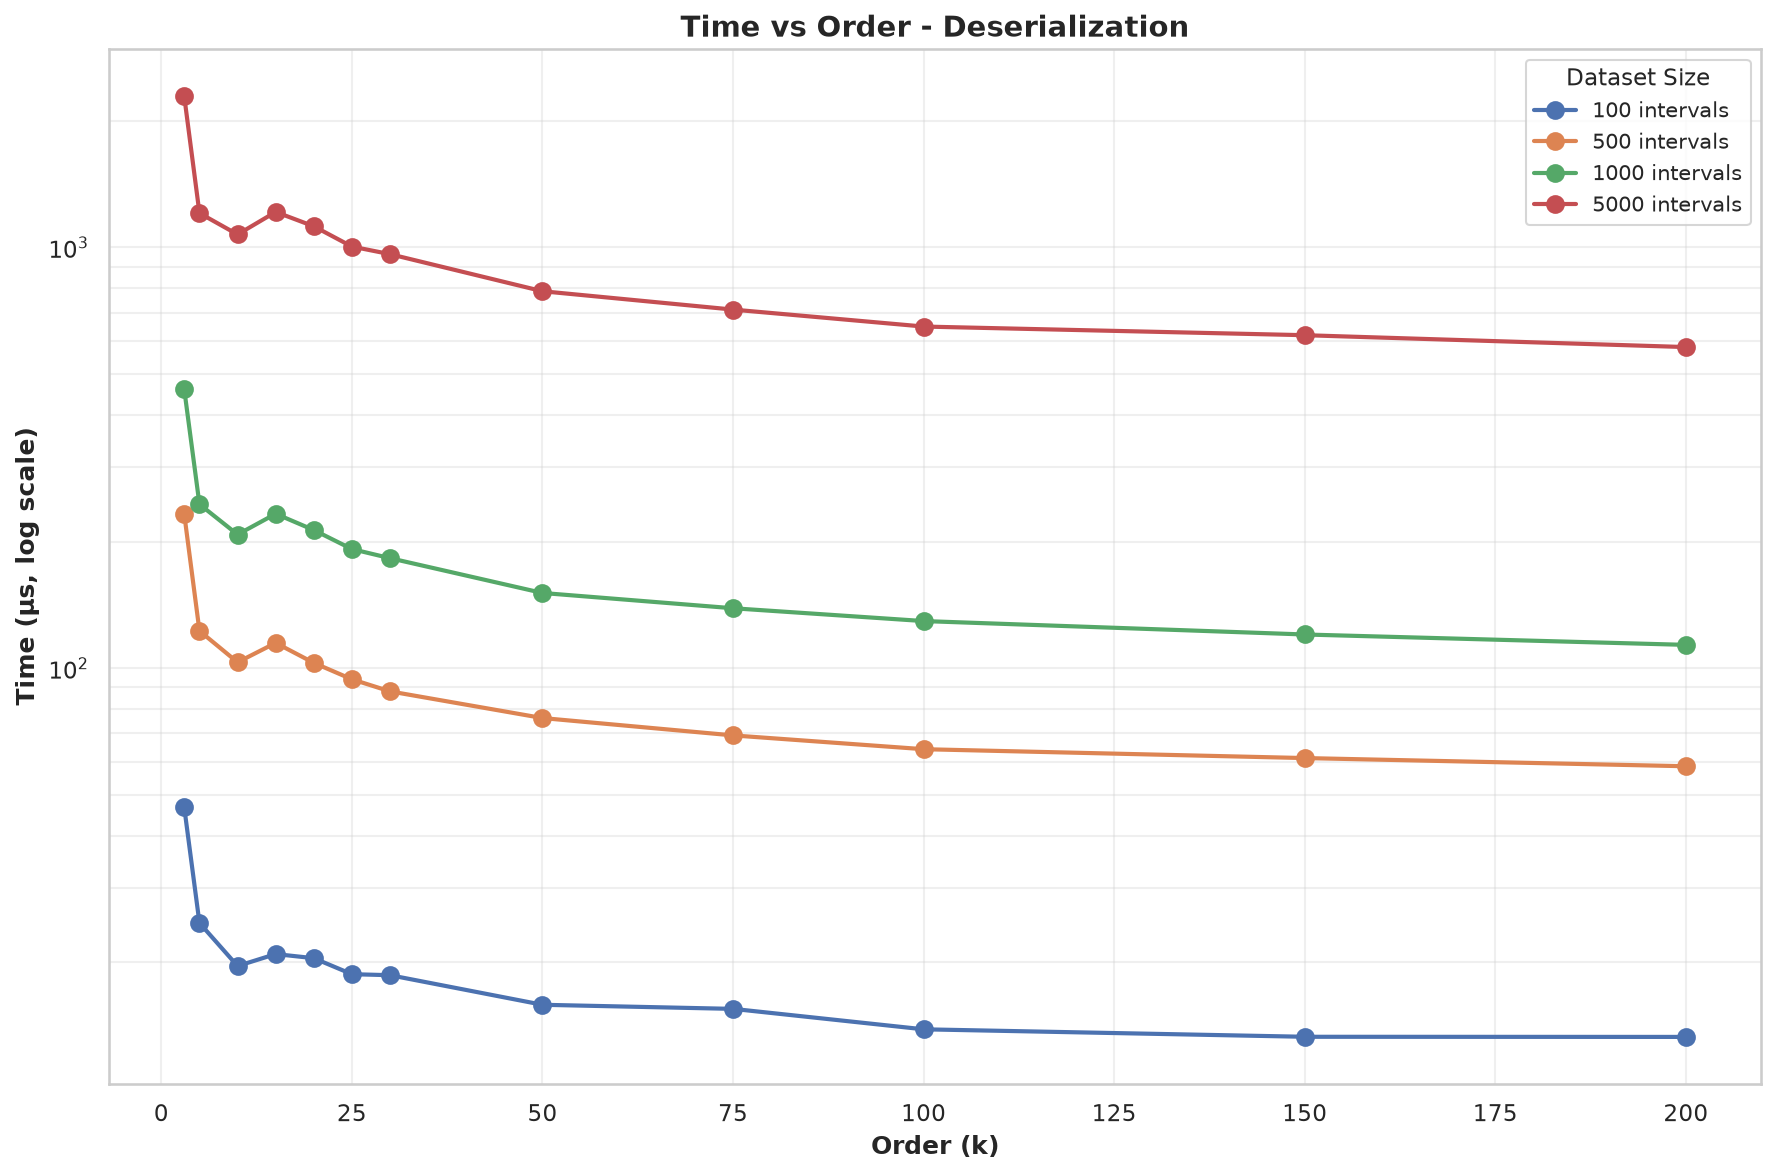 Time vs Order - Deserialization
Dataset Size
100 intervals
500 intervals
1000 intervals
5000 intervals
10³
10²
Time (µs, log scale)
0 25 50 75 100 125 150 175 200
Order (k)